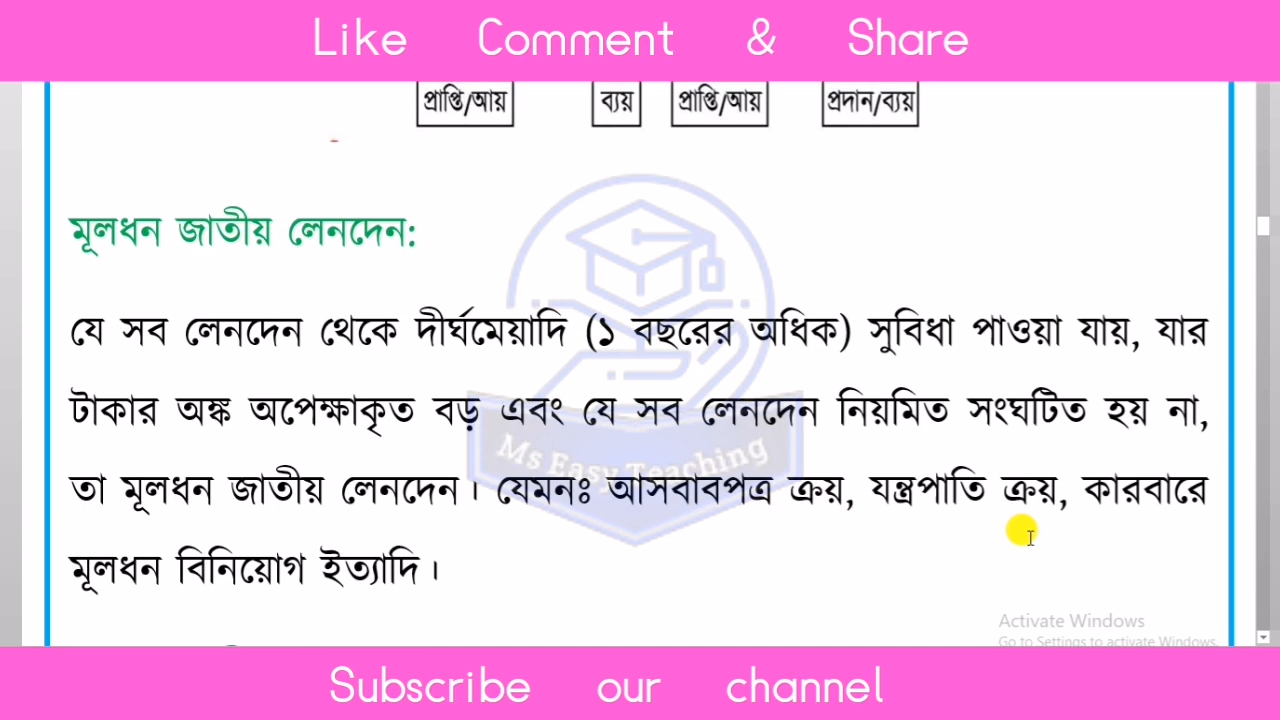 Like Comment & Share
প্রাপ্তি/আয় ব্যয় প্রাপ্তি/আয় প্রদান/ব্যয়
মূলধন জাতীয় লেনদেন:
যে সব লেনদেন থেকে দীর্ঘমেয়াদি (১ বছরের অধিক) সুবিধা পাওয়া যায়, যার
টাকার অঙ্ক অপেক্ষাকৃত বড় এবং যে সব লেনদেন নিয়মিত সংঘটিত হয় না,
তা মূলধন জাতীয় লেনদেন। যেমনঃ আসবাবপত্র ক্রয়, যন্ত্রপাতি ক্রয়, কারবারে
মূলধন বিনিয়োগ ইত্যাদি।
Ms Easy Teaching
Activate Windows
Go to Settings to activate Windows.
Subscribe our channel